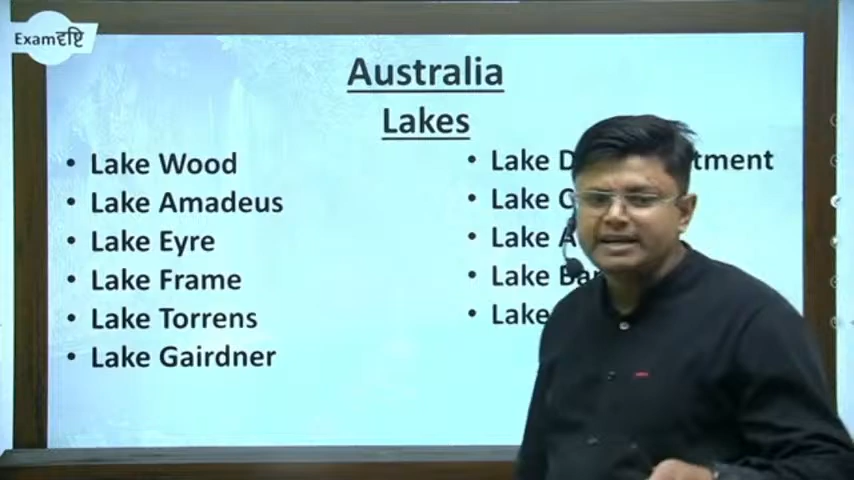 Examदृष्टि
Australia
Lakes
Lake Wood
Lake Amadeus
Lake Eyre
Lake Frame
Lake Torrens
Lake Gairdner
Lake
Lake
Lake
Lake
Lake